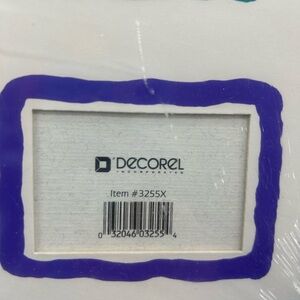 DECOREL
INCORPORATED
Item #3255X
0 32046 03255 4